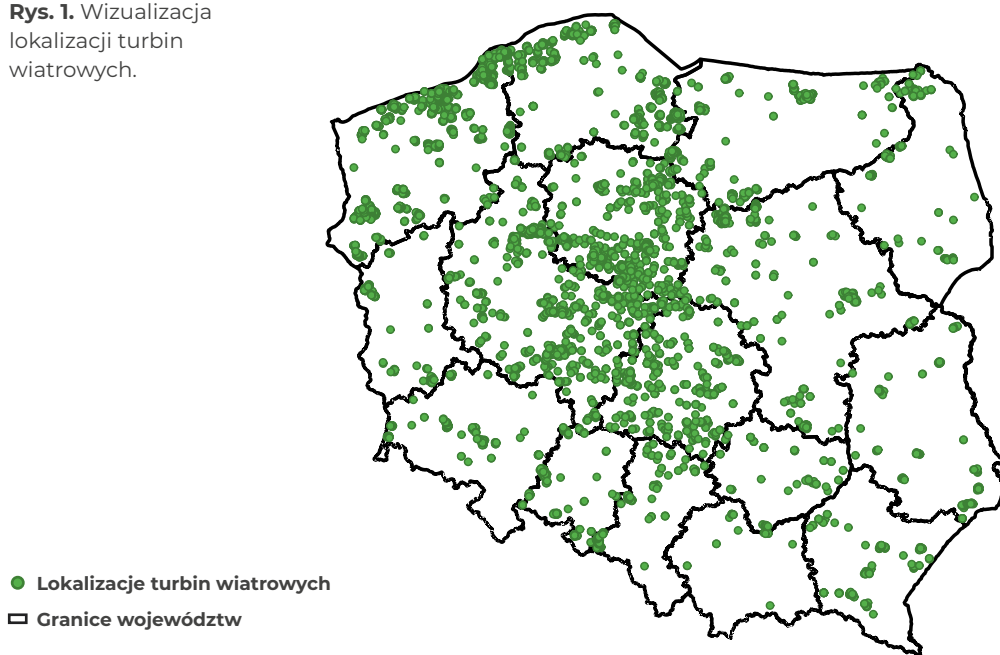 Rys. 1. Wizualizacja
lokalizacji turbin
wiatrowych.
Lokalizacje turbin wiatrowych
Granice województw